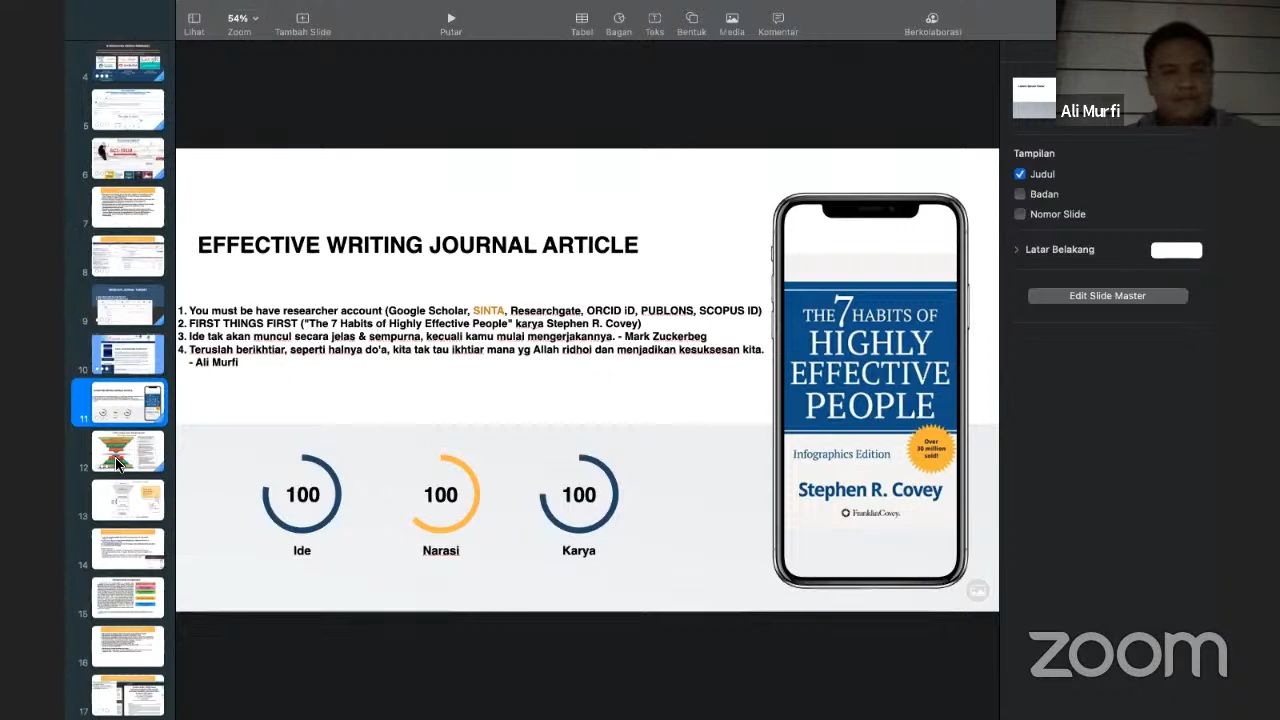 Lihat
54%
Zoom
Tambah Slide
Putar
Tabel
Bagan
Teks
Bentuk
Media
Komentar
Berkolaborasi
Ali Murfi
Tampilan
Judul
Badan
Nomor Slide
Latar Belakang
Edit Slide Master
4
5
6
7
8
9
10
11
12
13
14
15
16
17
EFFECTIVE WRITING JOURNAL ARTICLE
1. You must be have researcher account (Google Scholar, SINTA, Researchgate, ORCID iD, PUBLONS, SCOPUS ID)
2. FIRST THINGS FIRST ("The 7 Habits of Highly Effective People" karya Stephen R. Covey)
3. Ide tak akan muncul secara jelas & sempurna, kecuali kamu mulai mengerjakannya. - Mark Zuckerbeg
4. Teruslah berikhtiar, seperti halnya do'a, kita tak tau ikhtiar mana yg Allah ridhoi dan menjadikan kesuksesan kita.
- Ali Murfi
100
100
100
Ide
Narasi
Karya
THE 7 HABITS OF
HIGHLY
EFFECTIVE
PEOPLE
Infographics Edition
Over
30 million
sold!
Stephen R. Covey
FranklinCovey.
zoom